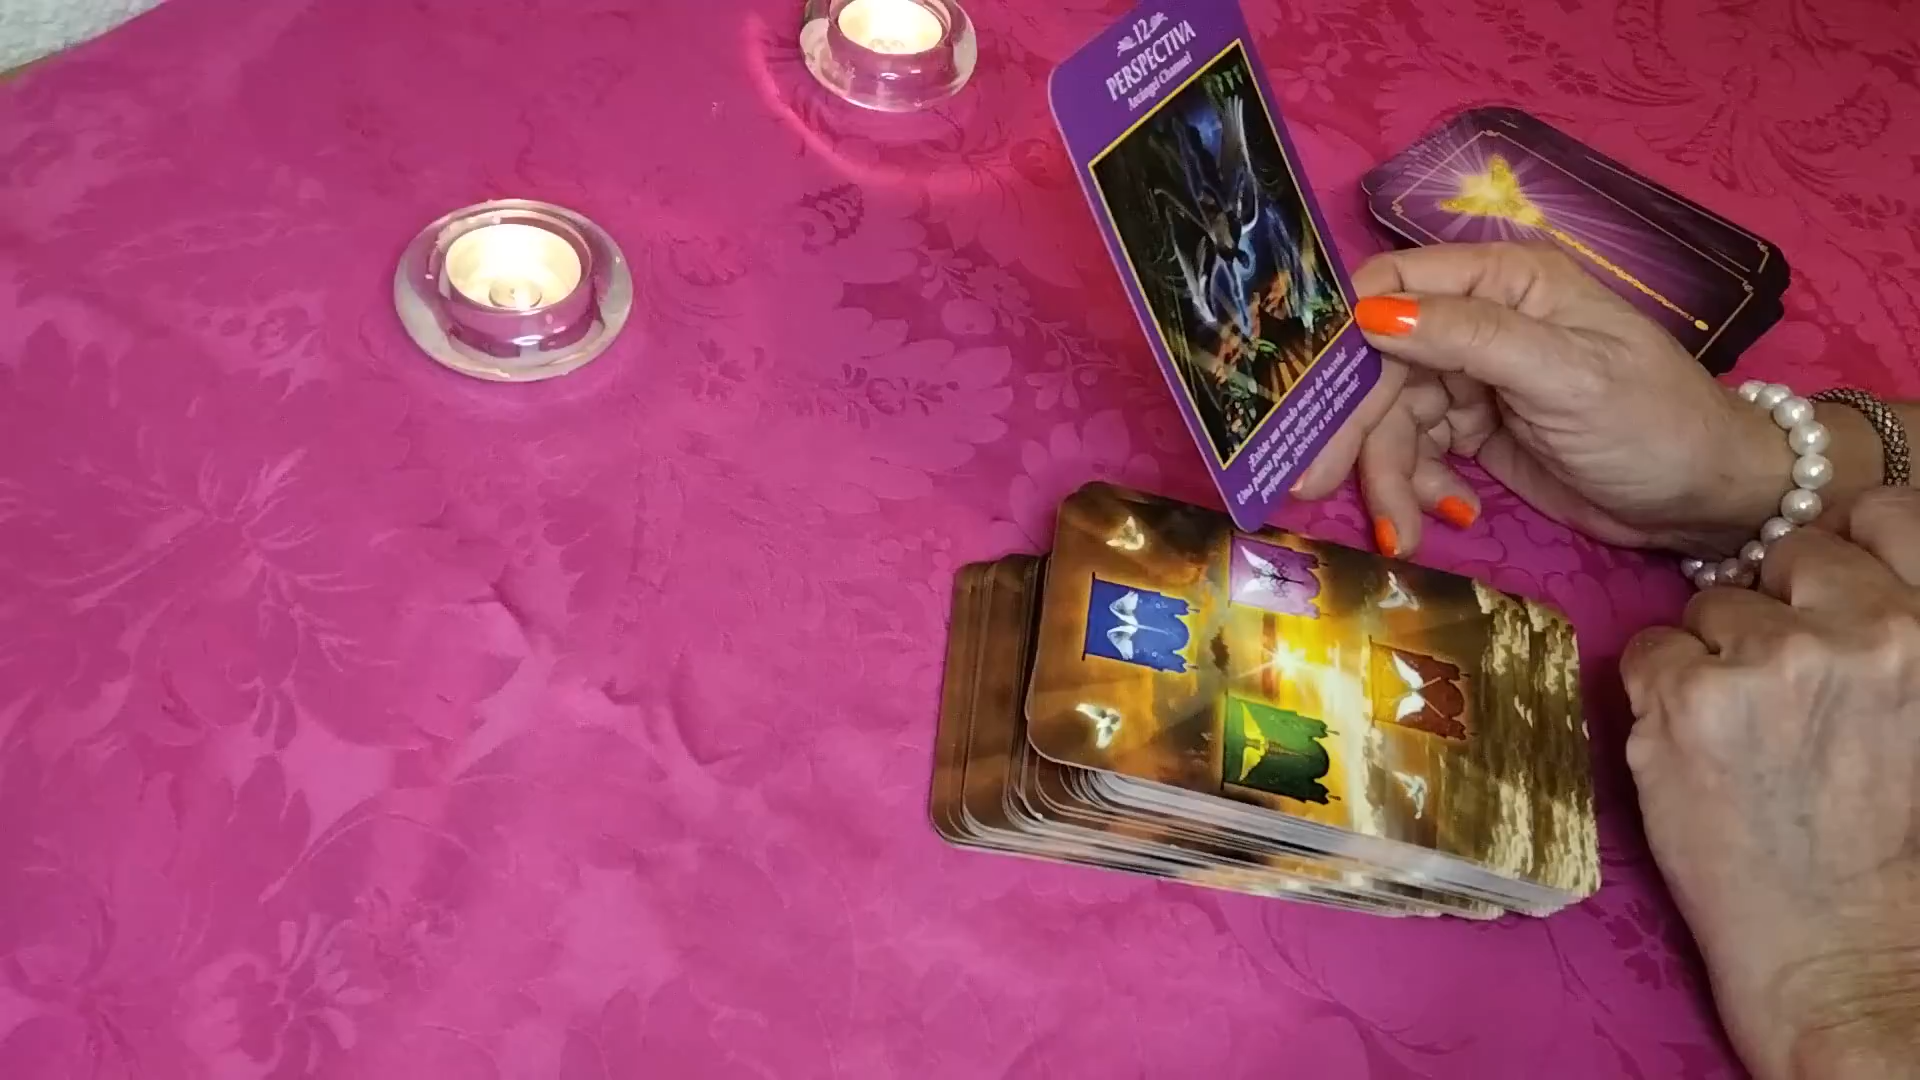 12
PERSPECTIVA
Arcángel Chamuel
¡Existe un modo mejor de hacerlo!
Una pausa para la reflexión y la comprensión
profunda. ¡Atrévete a ser diferente!